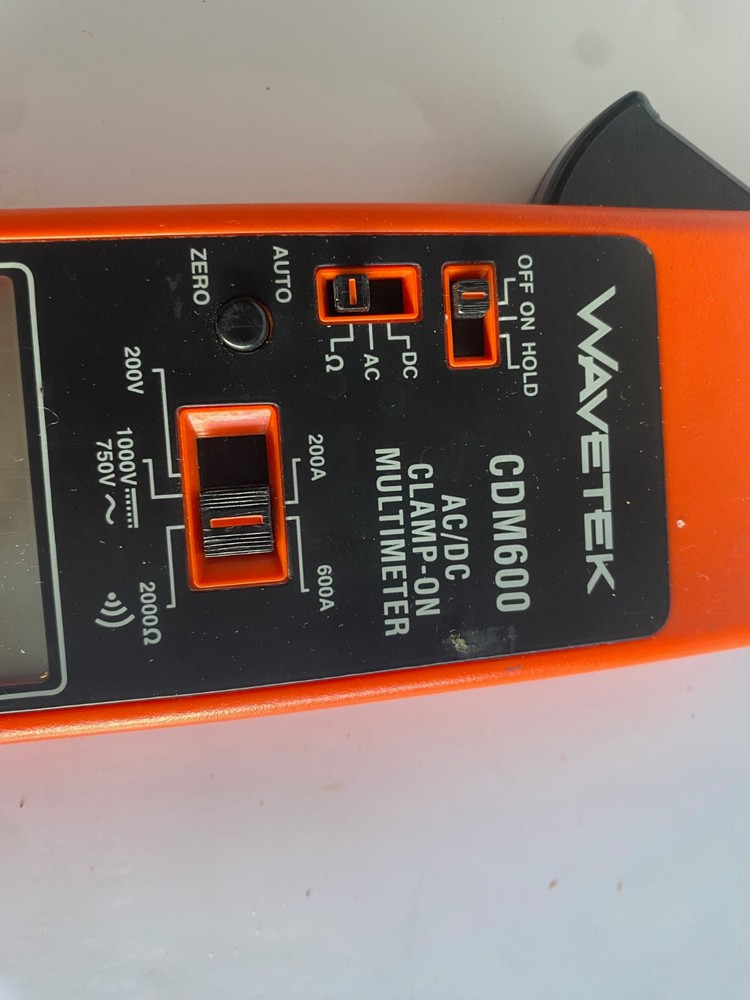 WAVETEK
CDM600
AC/DC
CLAMP-ON
MULTIMETER
OFF ON HOLD
DC
AC
Ω
AUTO
ZERO
200A
600A
200V
1000V⎓
750V～
2000Ω